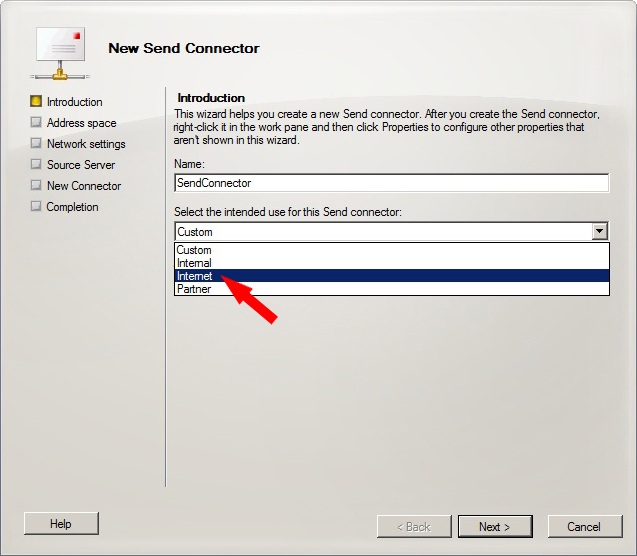 New Send Connector
Introduction
Address space
Network settings
Source Server
New Connector
Completion
Introduction
This wizard helps you create a new Send connector. After you create the Send connector,
right-click it in the work pane and then click Properties to configure other properties that
aren't shown in this wizard.
Name:
SendConnector
Select the intended use for this Send connector:
Custom
Custom
Internal
Internet
Partner
Help
< Back
Next >
Cancel